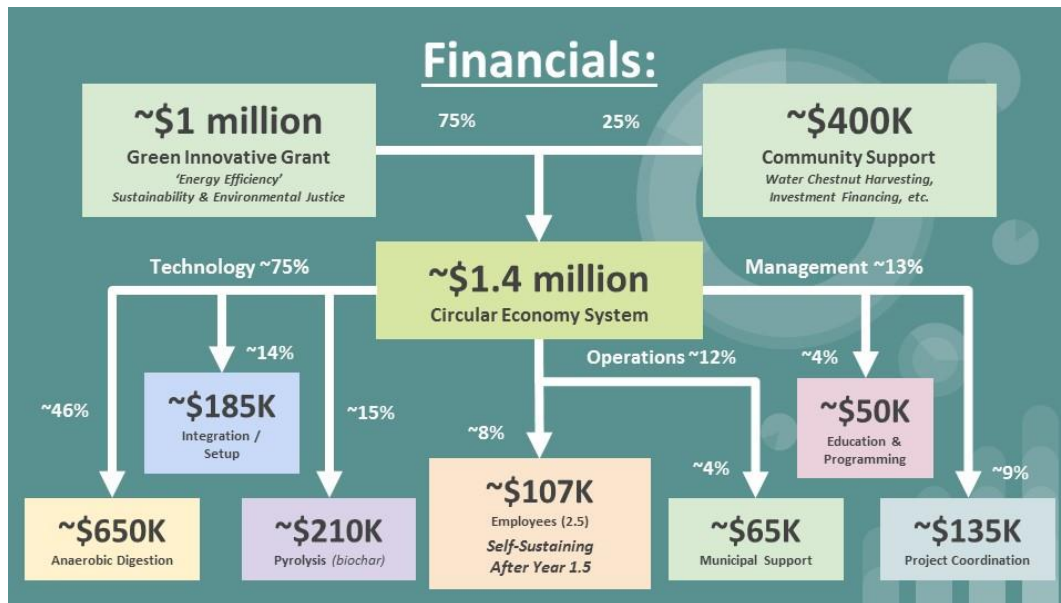 Financials:
~$1 million
Green Innovative Grant
‘Energy Efficiency’
Sustainability & Environmental Justice
75%
25%
~$400K
Community Support
Water Chestnut Harvesting,
Investment Financing, etc.
Technology ~75%
~$1.4 million
Circular Economy System
Management ~13%
Operations ~12%
~46%
~14%
~$185K
Integration /
Setup
~15%
~8%
~4%
~4%
~$50K
Education &
Programming
~9%
~$650K
Anaerobic Digestion
~$210K
Pyrolysis (biochar)
~$107K
Employees (2.5)
Self-Sustaining
After Year 1.5
~$65K
Municipal Support
~$135K
Project Coordination